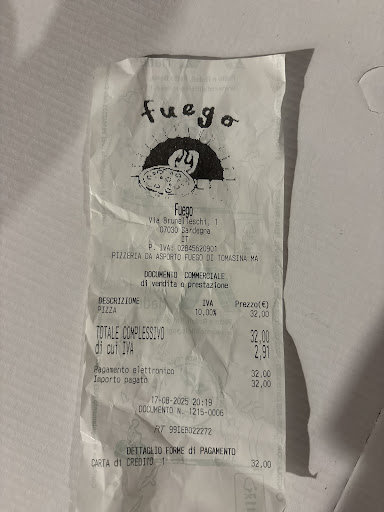 fuego
Fuego
Via Brunelleschi, 1
07030 Sardegna
IT
P. IVA: 02845620901
PIZZERIA DA ASPORTO FUEGO DI TOMASINA MA
DOCUMENTO COMMERCIALE
di vendita o prestazione
DESCRIZIONE IVA Prezzo(€)
PIZZA 10,00% 32,00
TOTALE COMPLESSIVO 32,00
di cui IVA 2,91
Pagamento elettronico 32,00
Importo pagato 32,00
17-08-2025 20:19
DOCUMENTO N. 1215-0006
RT 99IEB022272
DETTAGLIO FORME di PAGAMENTO
CARTA di CREDITO 1 32,00